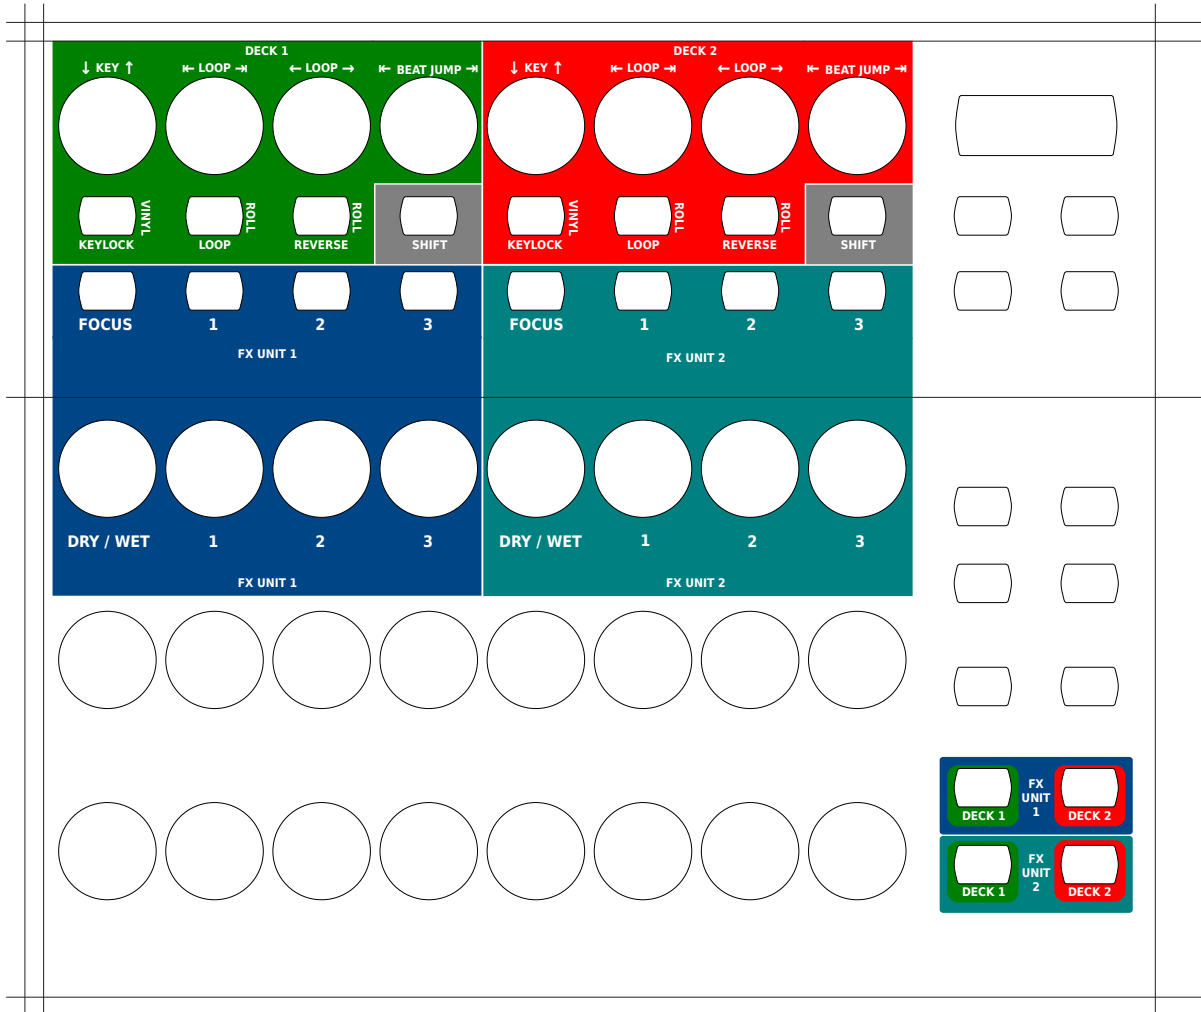 DECK 1
DECK 2
↓ KEY ↑
⇤ LOOP ⇥
← LOOP →
⇤ BEAT JUMP ⇥
↓ KEY ↑
⇤ LOOP ⇥
← LOOP →
⇤ BEAT JUMP ⇥
VINYL
ROLL
ROLL
VINYL
ROLL
ROLL
KEYLOCK
LOOP
REVERSE
SHIFT
KEYLOCK
LOOP
REVERSE
SHIFT
FOCUS
1
2
3
FOCUS
1
2
3
FX UNIT 1
FX UNIT 2
DRY / WET
1
2
3
DRY / WET
1
2
3
FX UNIT 1
FX UNIT 2
FX
UNIT
1
DECK 1
DECK 2
FX
UNIT
2
DECK 1
DECK 2